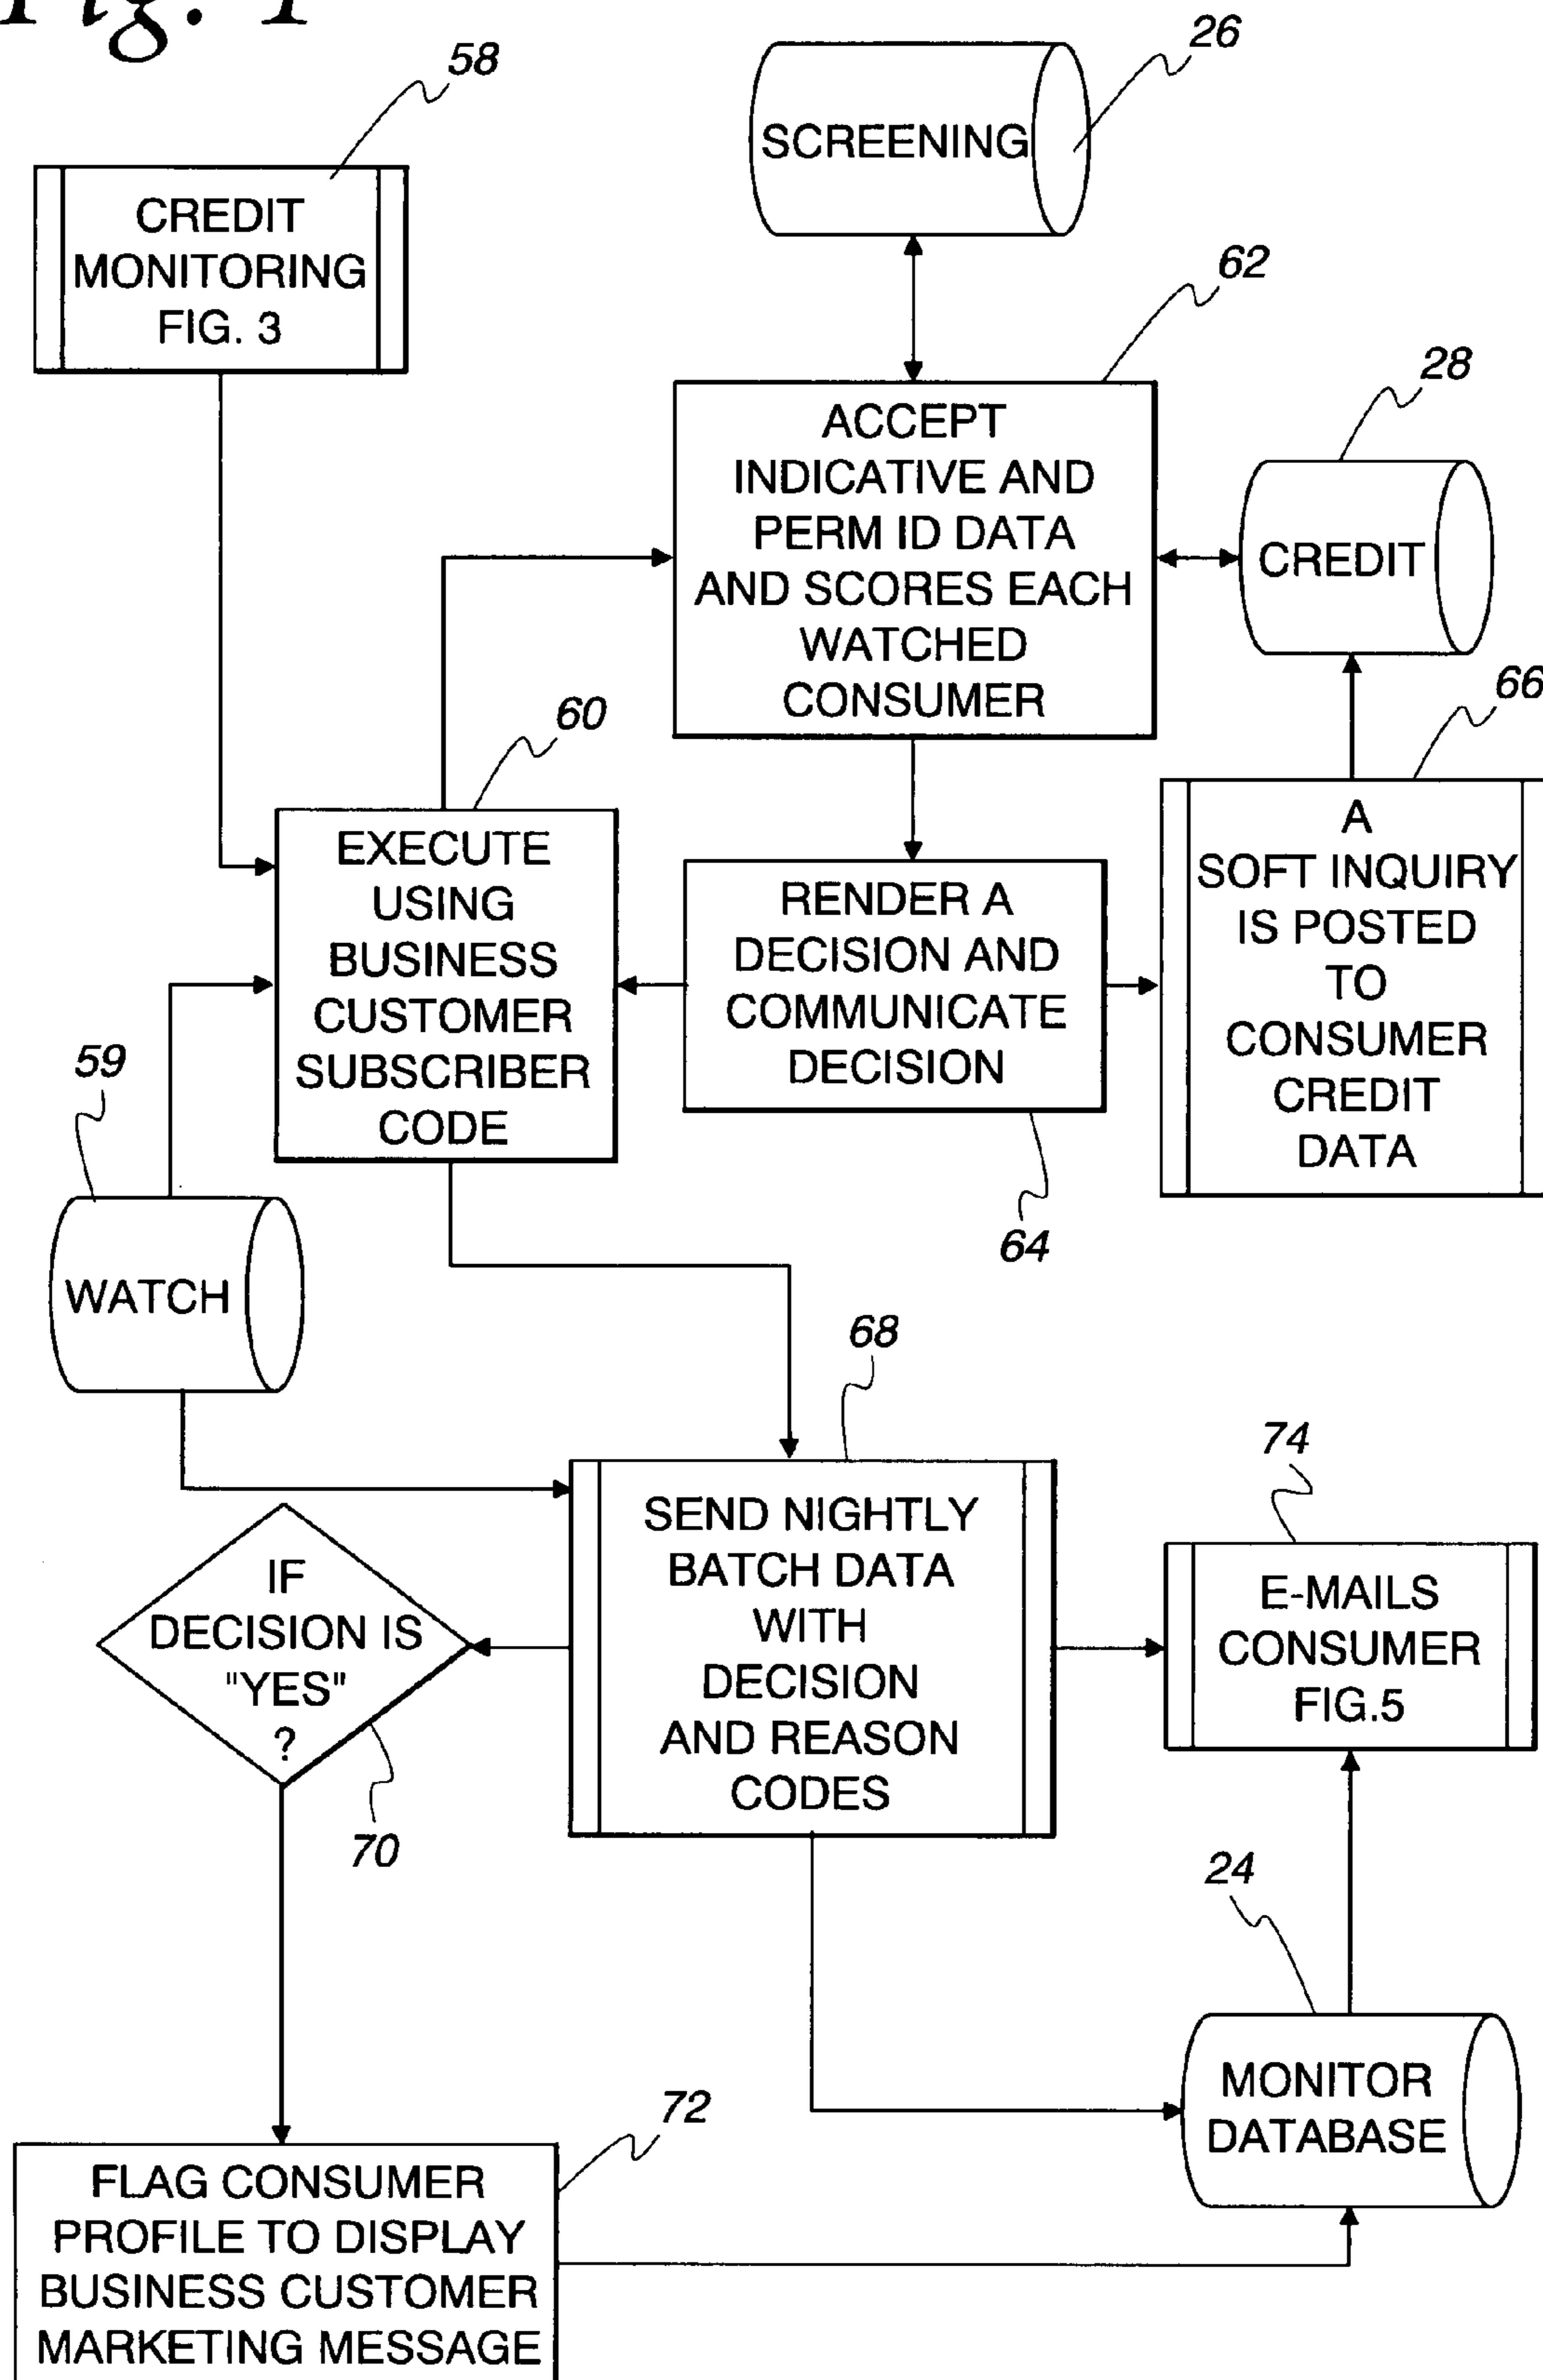 58
26
SCREENING
CREDIT
MONITORING
FIG. 3
62
ACCEPT
INDICATIVE AND
PERM ID DATA
AND SCORES EACH
WATCHED
CONSUMER
28
CREDIT
66
A
SOFT INQUIRY
IS POSTED
TO
CONSUMER
CREDIT
DATA
60
EXECUTE
USING
BUSINESS
CUSTOMER
SUBSCRIBER
CODE
RENDER A
DECISION AND
COMMUNICATE
DECISION
64
59
WATCH
68
SEND NIGHTLY
BATCH DATA
WITH
DECISION
AND REASON
CODES
74
E-MAILS
CONSUMER
FIG.5
IF
DECISION IS
"YES"
?
70
24
MONITOR
DATABASE
72
FLAG CONSUMER
PROFILE TO DISPLAY
BUSINESS CUSTOMER
MARKETING MESSAGE